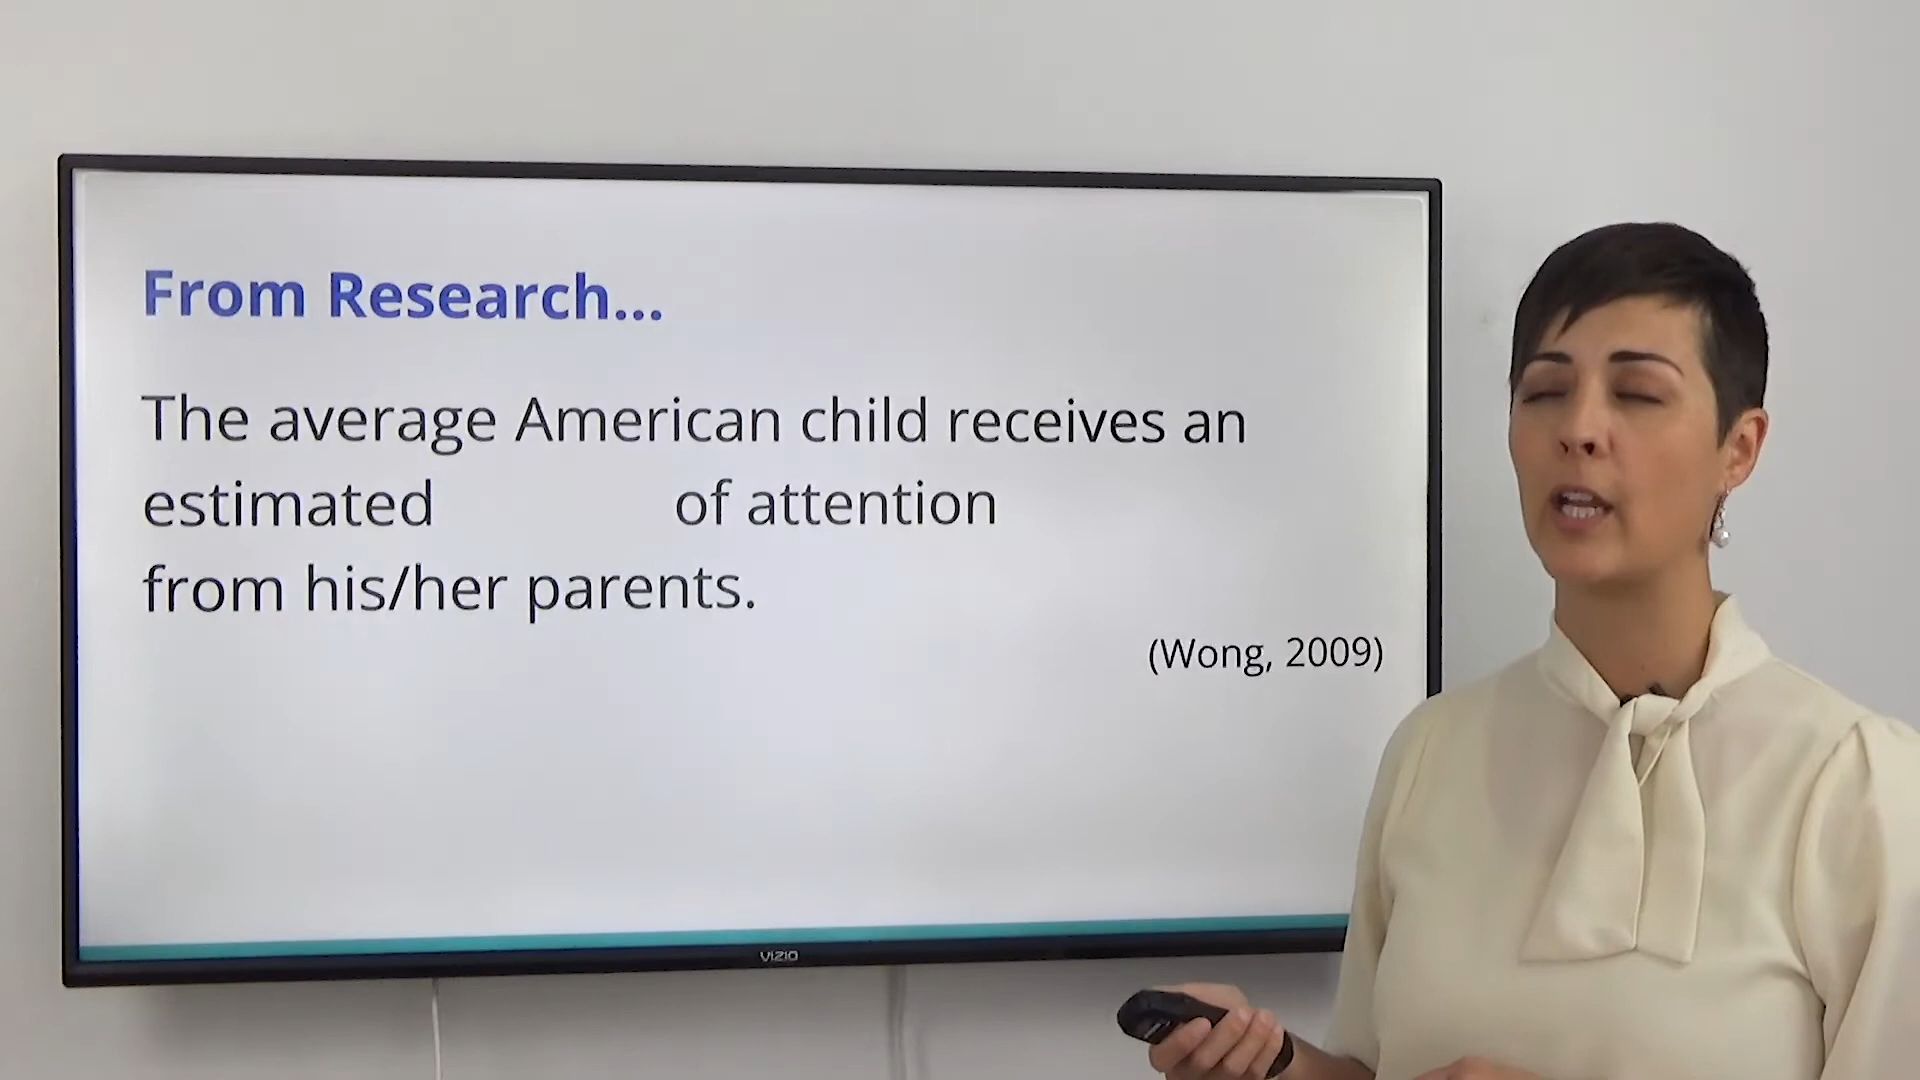 From Research...
The average American child receives an
estimated of attention
from his/her parents.
(Wong, 2009)
VIZIO